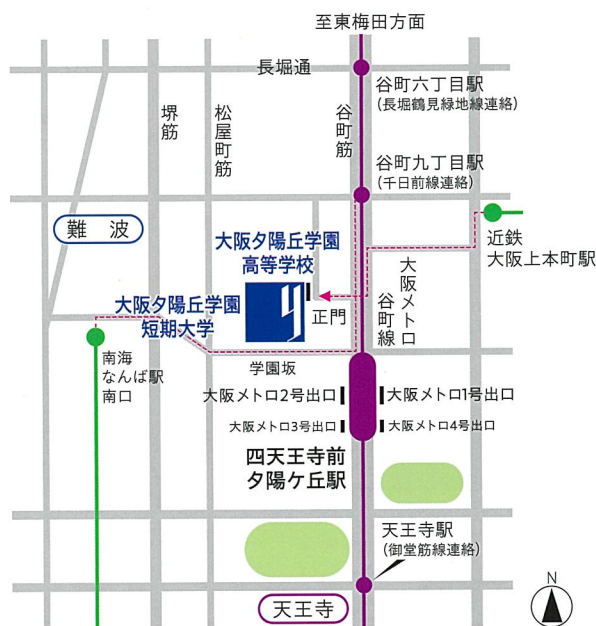 至東梅田方面
長堀通
谷町六丁目駅
(長堀鶴見緑地線連絡)
堺筋
松屋町筋
谷町筋
谷町九丁目駅
(千日前線連絡)
難波
大阪夕陽丘学園
高等学校
近鉄
大阪上本町駅
大阪メトロ
谷町線
大阪夕陽丘学園
短期大学
正門
南海
なんば駅
南口
学園坂
大阪メトロ2号出口
大阪メトロ1号出口
大阪メトロ3号出口
大阪メトロ4号出口
四天王寺前
夕陽ケ丘駅
天王寺駅
(御堂筋線連絡)
天王寺
N